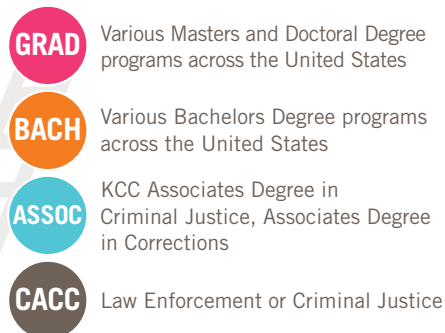 GRAD
Various Masters and Doctoral Degree
programs across the United States
BACH
Various Bachelors Degree programs
across the United States
ASSOC
KCC Associates Degree in
Criminal Justice, Associates Degree
in Corrections
CACC
Law Enforcement or Criminal Justice